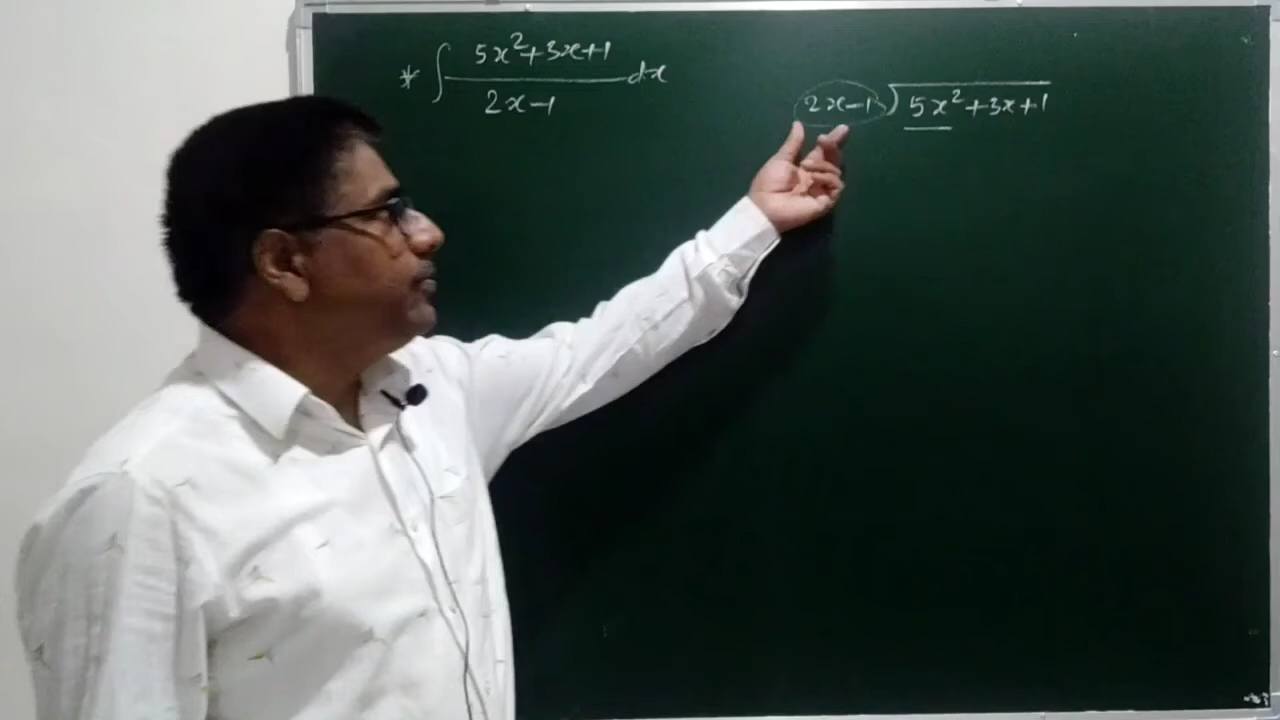 * ∫ 5x²+3x+1
2x-1 dx
2x-1 ) 5x²+3x+1